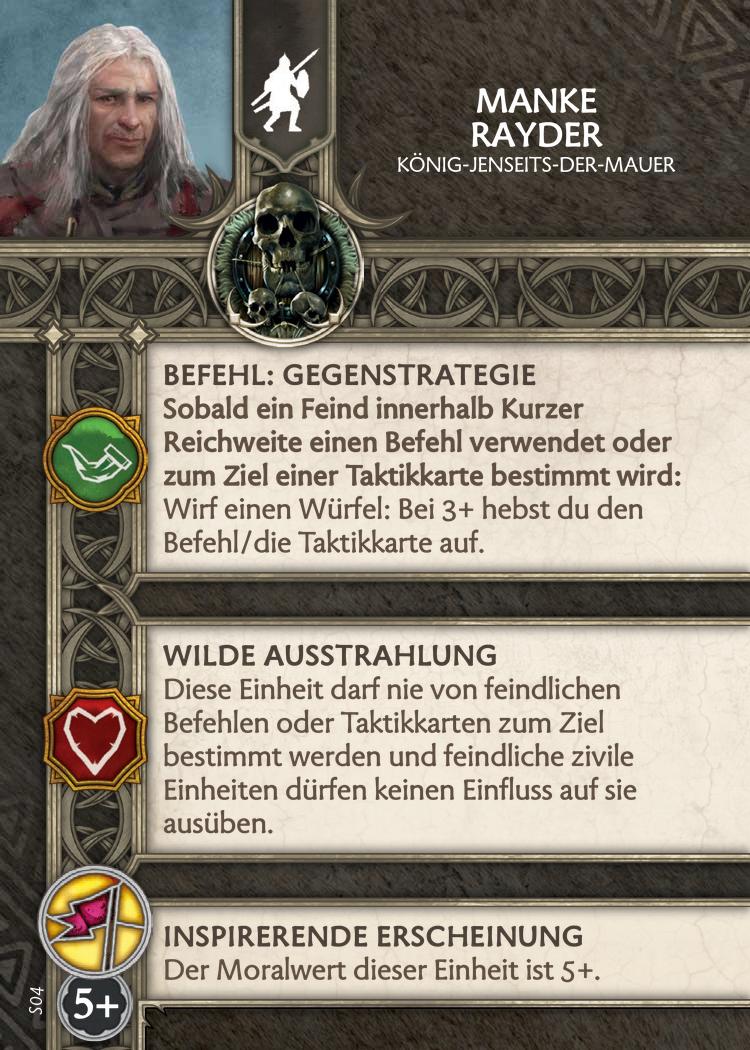 MANKE
RAYDER
KÖNIG-JENSEITS-DER-MAUER
BEFEHL: GEGENSTRATEGIE
Sobald ein Feind innerhalb Kurzer
Reichweite einen Befehl verwendet oder
zum Ziel einer Taktikkarte bestimmt wird:
Wirf einen Würfel: Bei 3+ hebst du den
Befehl/die Taktikkarte auf.
WILDE AUSSTRAHLUNG
Diese Einheit darf nie von feindlichen
Befehlen oder Taktikkarten zum Ziel
bestimmt werden und feindliche zivile
Einheiten dürfen keinen Einfluss auf sie
ausüben.
INSPIRERENDE ERSCHEINUNG
Der Moralwert dieser Einheit ist 5+.
S04
5+